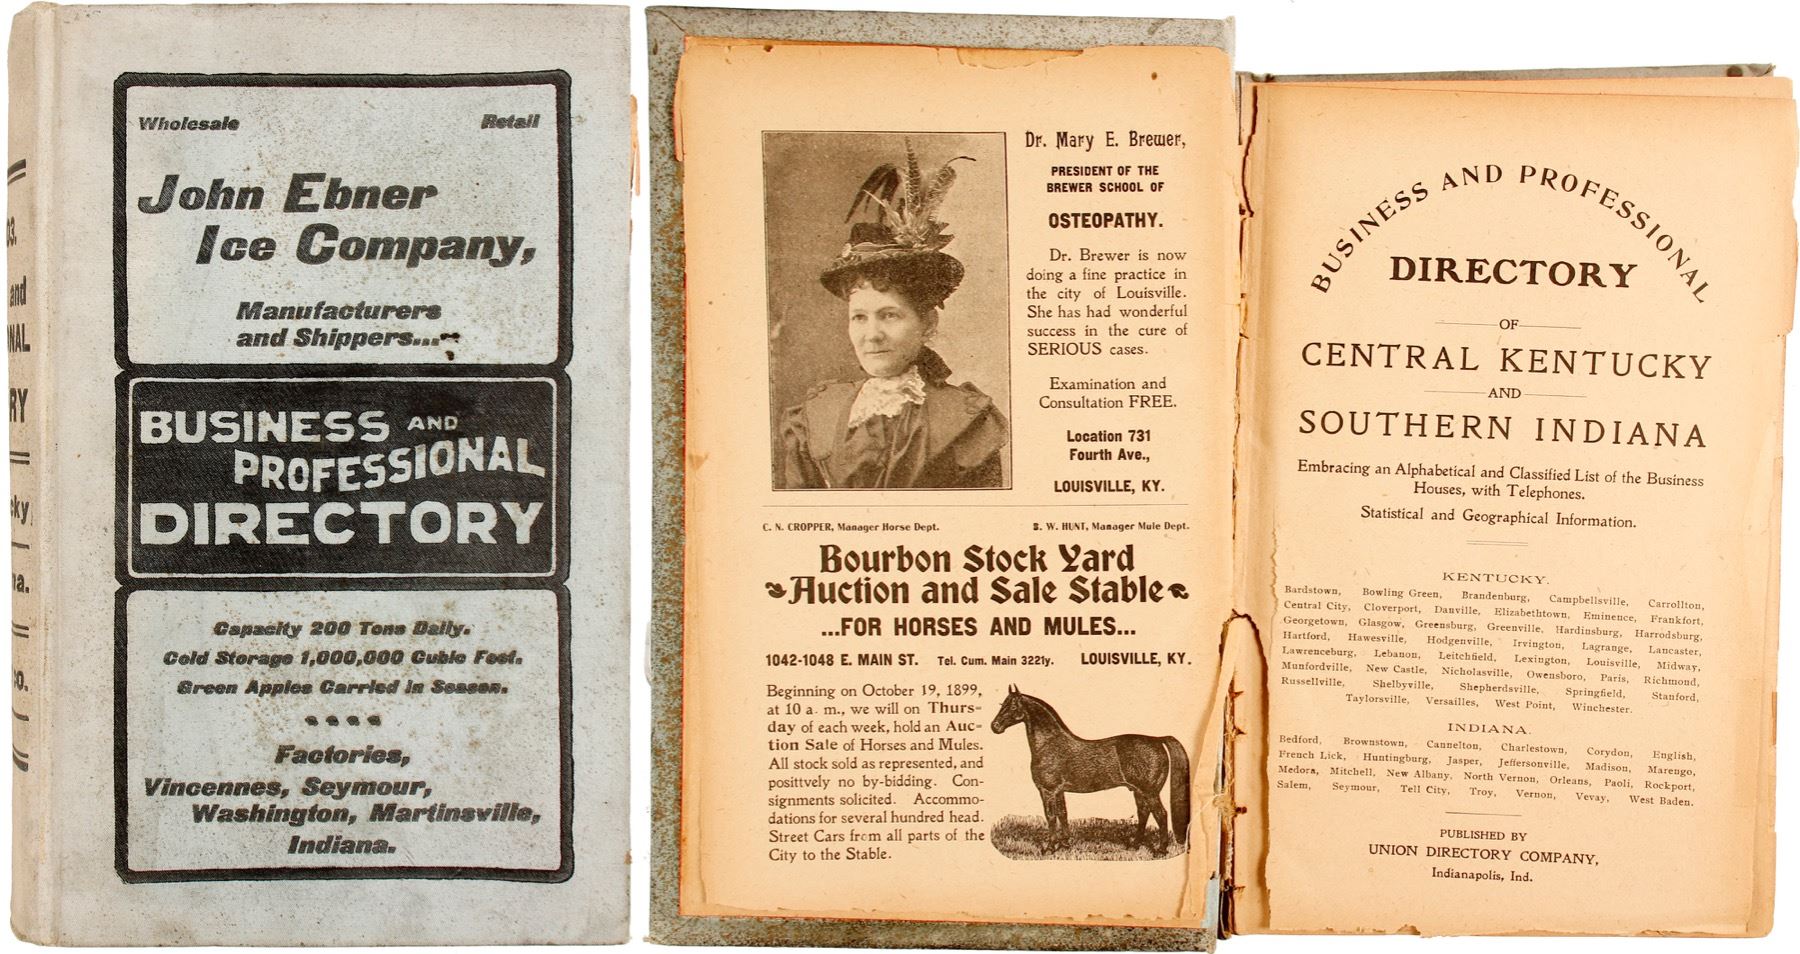 03.
and
NAL
RY
cky,
na.
co.
Wholesale Retail
John Ebner
Ice Company,
Manufacturers
and Shippers...
BUSINESS AND
PROFESSIONAL
DIRECTORY
Capacity 200 Tons Daily.
Cold Storage 1,000,000 Cubic Feet.
Green Apples Carried in Season.
Factories,
Vincennes, Seymour,
Washington, Martinsville,
Indiana.
Dr. Mary E. Brewer,
PRESIDENT OF THE
BREWER SCHOOL OF
OSTEOPATHY.
Dr. Brewer is now
doing a fine practice in
the city of Louisville.
She has had wonderful
success in the cure of
SERIOUS cases.
Examination and
Consultation FREE.
Location 731
Fourth Ave.,
LOUISVILLE, KY.
C. N. CROPPER, Manager Horse Dept. S. W. HUNT, Manager Mule Dept.
Bourbon Stock Yard
Auction and Sale Stable
...FOR HORSES AND MULES...
1042-1048 E. MAIN ST. Tel. Cum. Main 3221y. LOUISVILLE, KY.
Beginning on October 19, 1899,
at 10 a. m., we will on Thurs-
day of each week, hold an Auc-
tion Sale of Horses and Mules.
All stock sold as represented, and
posittvely no by-bidding. Con-
signments solicited. Accommo-
dations for several hundred head.
Street Cars from all parts of the
City to the Stable.
BUSINESS AND PROFESSIONAL
DIRECTORY
OF
CENTRAL KENTUCKY
AND
SOUTHERN INDIANA
Embracing an Alphabetical and Classified List of the Business
Houses, with Telephones.
Statistical and Geographical Information.
KENTUCKY.
Bardstown, Bowling Green, Brandenburg, Campbellsville, Carrollton,
Central City, Cloverport, Danville, Elizabethtown, Eminence, Frankfort,
Georgetown, Glasgow, Greensburg, Greenville, Hardinsburg, Harrodsburg,
Hartford, Hawesville, Hodgenville, Irvington, Lagrange, Lancaster,
Lawrenceburg, Lebanon, Leitchfield, Lexington, Louisville, Midway,
Munfordville, New Castle, Nicholasville, Owensboro, Paris, Richmond,
Russellville, Shelbyville, Shepherdsville, Springfield, Stanford,
Taylorsville, Versailles, West Point, Winchester.
INDIANA.
Bedford, Brownstown, Cannelton, Charlestown, Corydon, English,
French Lick, Huntingburg, Jasper, Jeffersonville, Madison, Marengo,
Medora, Mitchell, New Albany, North Vernon, Orleans, Paoli, Rockport,
Salem, Seymour, Tell City, Troy, Vernon, Vevay, West Baden.
PUBLISHED BY
UNION DIRECTORY COMPANY,
Indianapolis, Ind.